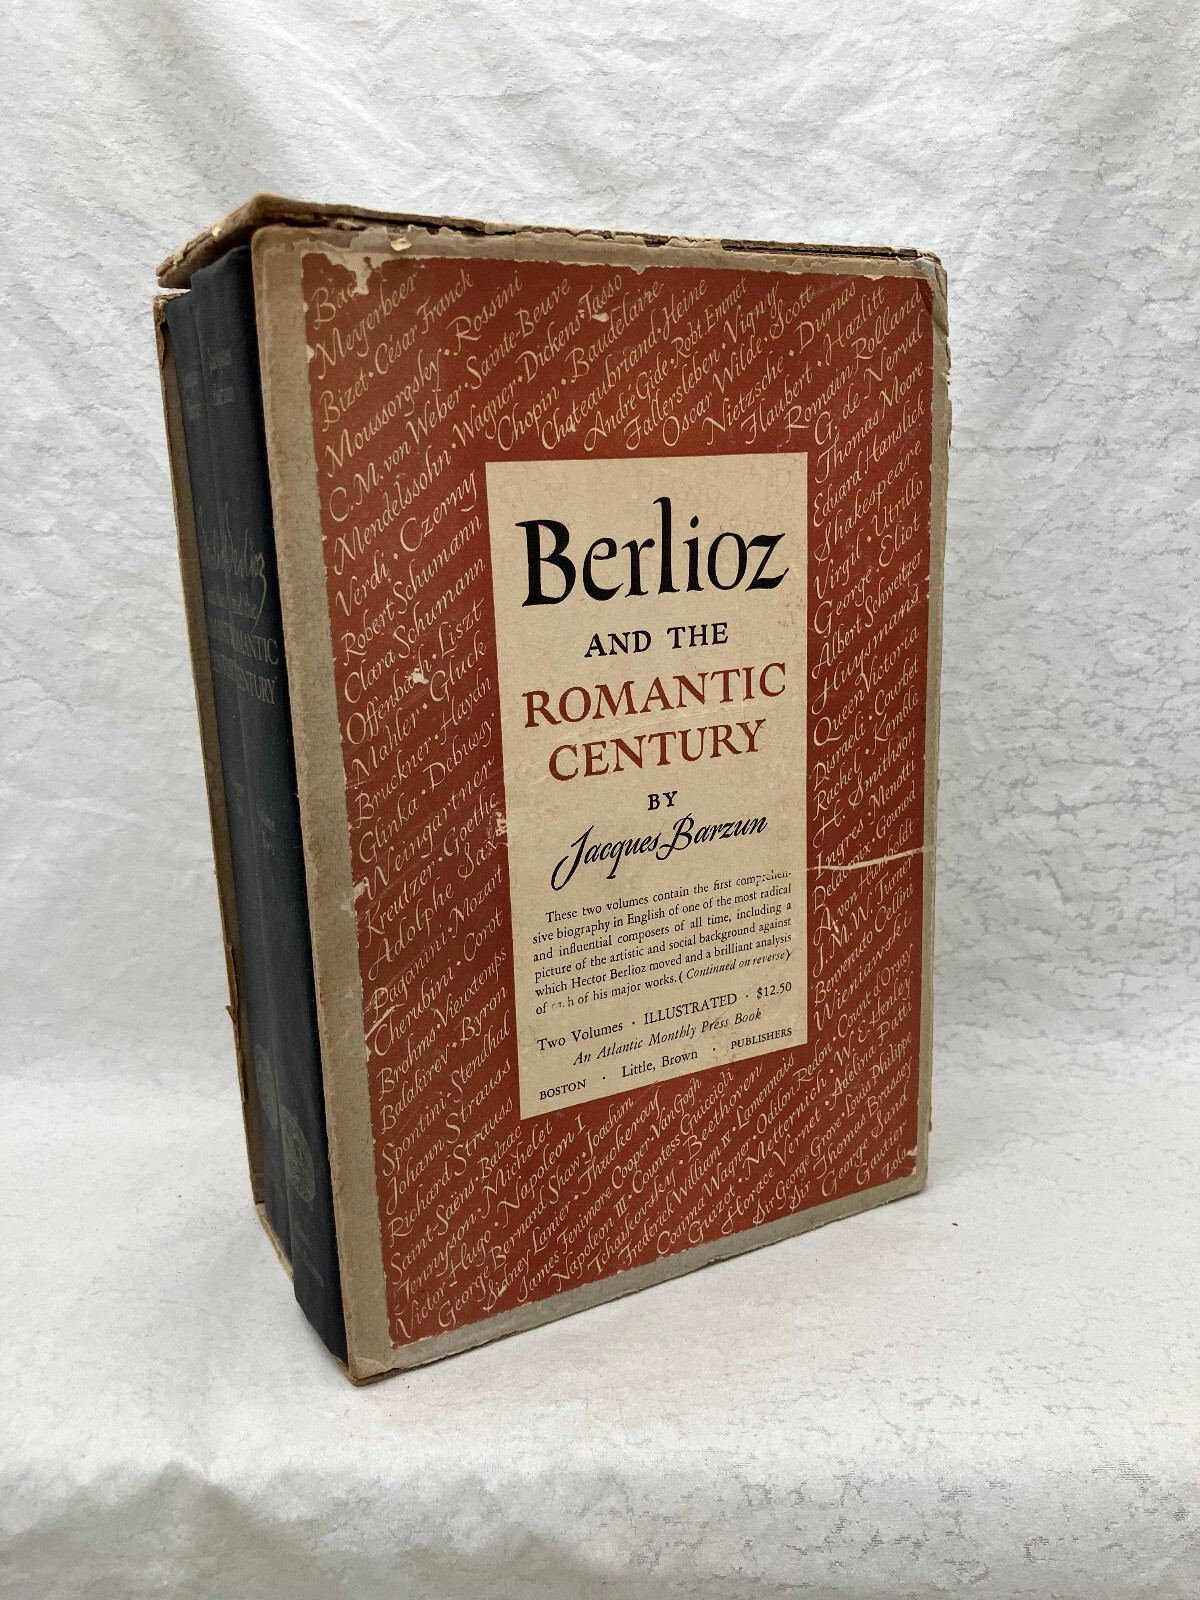 Jacques
Barzun
and the
ROMANTIC
CENTURY
Meyerbeer
Bizet · César Franck
Moussorgsky · Rossini
C.M. von Weber · Sainte-Beuve
Mendelssohn · Wagner · Dickens · Tasso
Verdi · Czerny
Chopin · Baudelaire
Robert Schumann
Chateaubriand · Heine
Clara Schumann
André Gide · Robt Emmet
Offenbach · Liszt
Fallersleben · Vigny
Mahler · Gluck
Oscar Wilde · Scott
Bruckner · Haydn
Nietzsche · Dumas
Glinka · Debussy
Flaubert · Hazlitt
Weingartner
Romain Rolland
Kreutzer · Goethe
G. de Nerval
Adolphe Sax
Thomas Moore
Paganini · Mozart
Eduard Hanslick
Cherubini · Corot
Shakespeare
Brahms · Vieuxtemps
Virgil · Utrillo
Balakirev · Byron
George Eliot
Spontini · Stendhal
Albert Schweitzer
Johann Strauss
Huysmans
Richard Strauss
Queen Victoria
Saint-Saëns · Balzac
Disraeli · Courbet
Tennyson · Michelet
Rachel · Kemble
Victor Hugo · Napoleon I
H. Smithson
George Bernard Shaw · Joachim
Ingres · Menotti
Sidney Lanier · Thackeray
Delacroix · Gounod
James Fenimore Cooper · Van Gogh
A. von Humboldt
Napoleon III · Countess Guiccioli
J.M.W. Turner
Tchaikovsky · Beethoven
Benvenuto Cellini
Frederick William IV · Lamennais
Wieniawski
Cosima Wagner · Odilon Redon · Count d'Orsay
Guizot · Metternich · W. E. Henley
Horace Vernet · Adelina Patti
Sir George Grove · Louis Philippe
Sir Thomas Brassey
George Sand
Gautier
Zola
Berlioz
AND THE
ROMANTIC
CENTURY
BY
Jacques Barzun
These two volumes contain the first comprehen-
sive biography in English of one of the most radical
and influential composers of all time, including a
picture of the artistic and social background against
which Hector Berlioz moved and a brilliant analysis
of each of his major works. (Continued on reverse)
Two Volumes · ILLUSTRATED · $12.50
An Atlantic Monthly Press Book
BOSTON · Little, Brown · PUBLISHERS